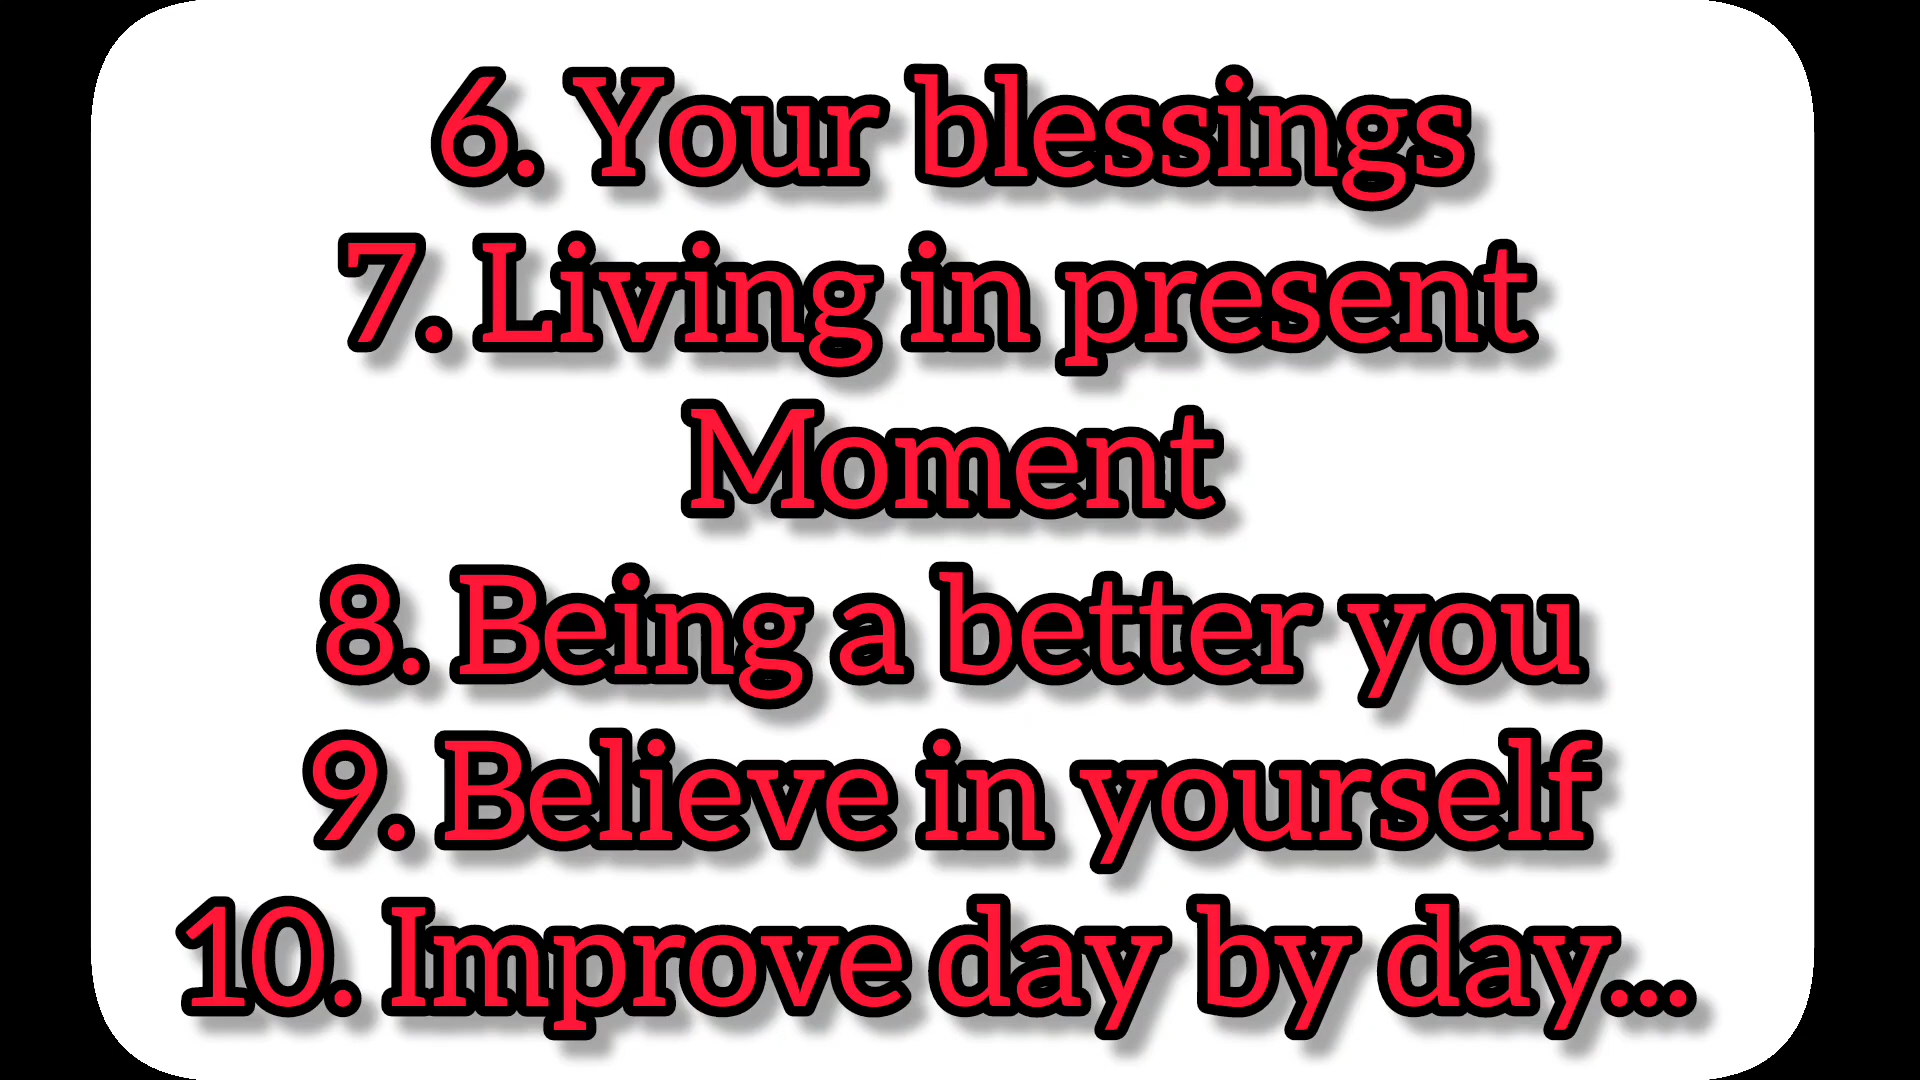 6. Your blessings
7. Living in present
Moment
8. Being a better you
9. Believe in yourself
10. Improve day by day...